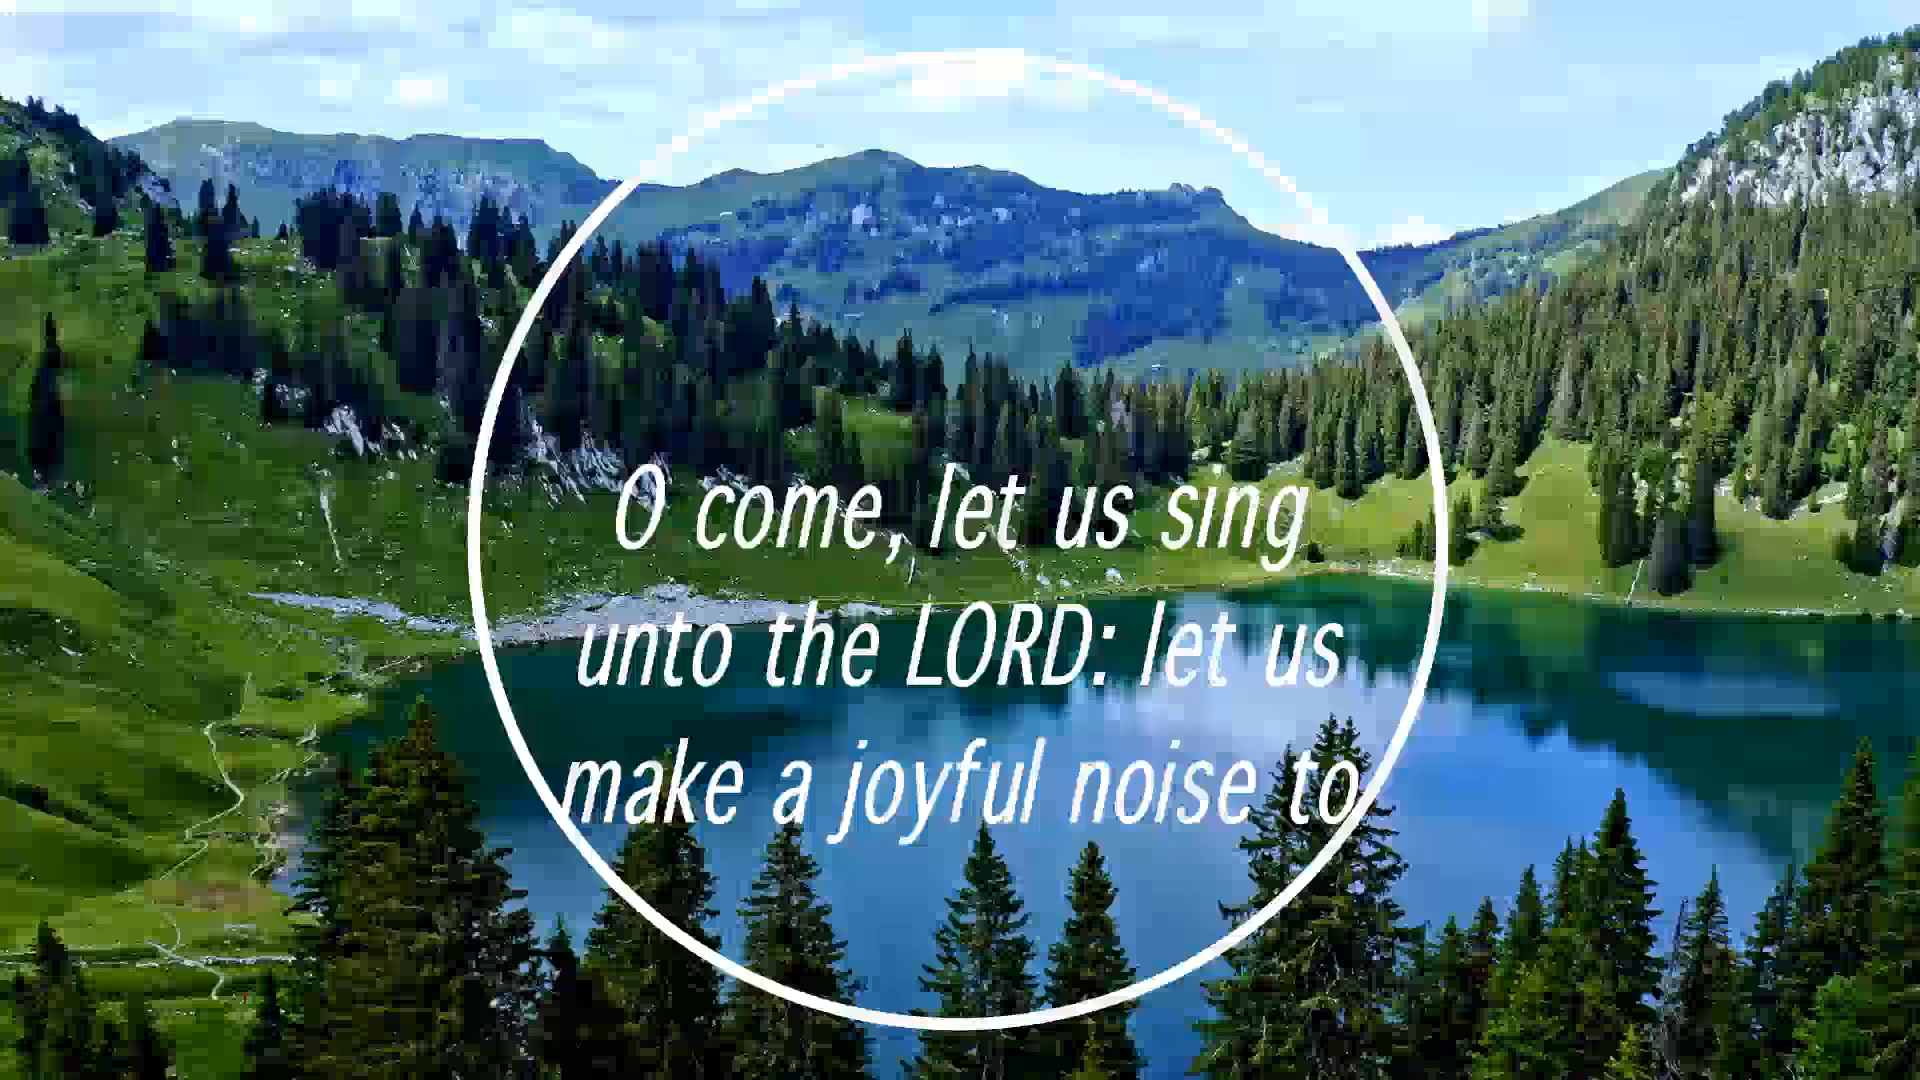 O come, let us sing
unto the LORD: let us
make a joyful noise to